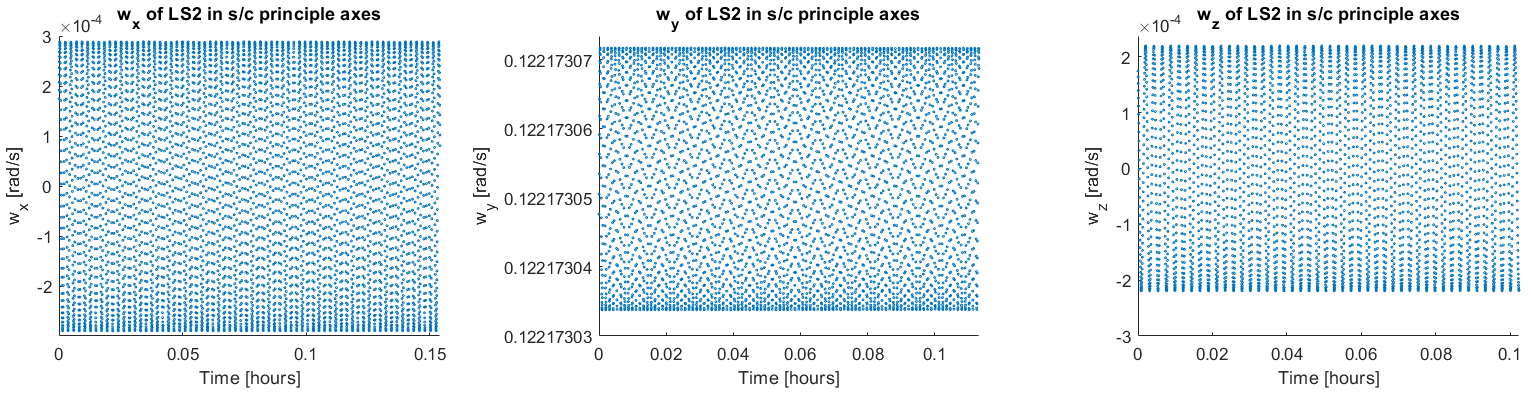 w_x of LS2 in s/c principle axes
×10^-4
3
2
1
0
-1
-2
w_x [rad/s]
0 0.05 0.1 0.15
Time [hours]
w_y of LS2 in s/c principle axes
0.12217307
0.12217306
0.12217305
0.12217304
0.12217303
w_y [rad/s]
0 0.02 0.04 0.06 0.08 0.1
Time [hours]
w_z of LS2 in s/c principle axes
×10^-4
2
1
0
-1
-2
-3
w_z [rad/s]
0 0.02 0.04 0.06 0.08 0.1
Time [hours]